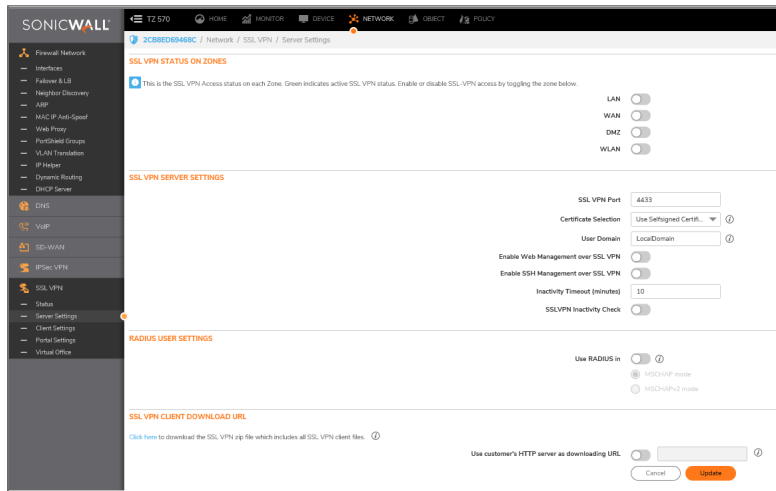 SONICWALL
TZ 570 HOME MONITOR DEVICE NETWORK OBJECT POLICY
2CB8ED69468C / Network / SSL VPN / Server Settings
Firewall Network
Interfaces
Failover & LB
Neighbor Discovery
ARP
MAC IP Anti-Spoof
Web Proxy
PortShield Groups
VLAN Translation
IP Helper
Dynamic Routing
DHCP Server
DNS
VoIP
SD-WAN
IPSec VPN
SSL VPN
Status
Server Settings
Client Settings
Portal Settings
Virtual Office
SSL VPN STATUS ON ZONES
This is the SSL VPN Access status on each Zone. Green indicates active SSL VPN status. Enable or disable SSL-VPN access by toggling the zone below.
LAN
WAN
DMZ
WLAN
SSL VPN SERVER SETTINGS
SSL VPN Port 4433
Certificate Selection Use Selfsigned Certifi...
User Domain LocalDomain
Enable Web Management over SSL VPN
Enable SSH Management over SSL VPN
Inactivity Timeout (minutes) 10
SSLVPN Inactivity Check
RADIUS USER SETTINGS
Use RADIUS in
MSCHAP mode
MSCHAPv2 mode
SSL VPN CLIENT DOWNLOAD URL
Click here to download the SSL VPN zip file which includes all SSL VPN client files.
Use customer's HTTP server as downloading URL
Cancel Update